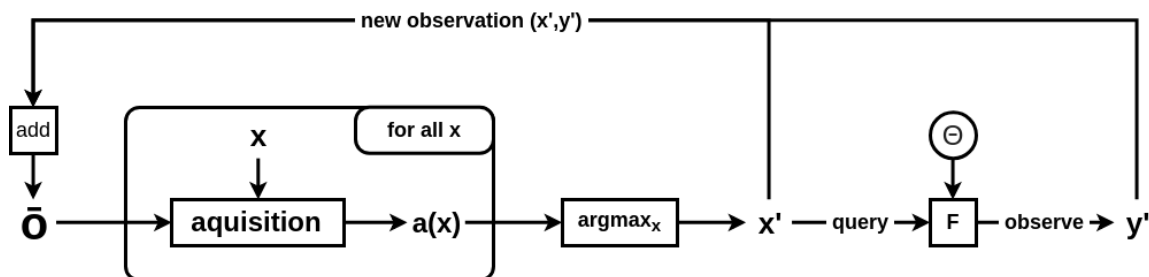 new observation (x',y')
add
x
for all x
Θ
ō
aquisition
a(x)
argmaxₓ
x'
query
F
observe
y'